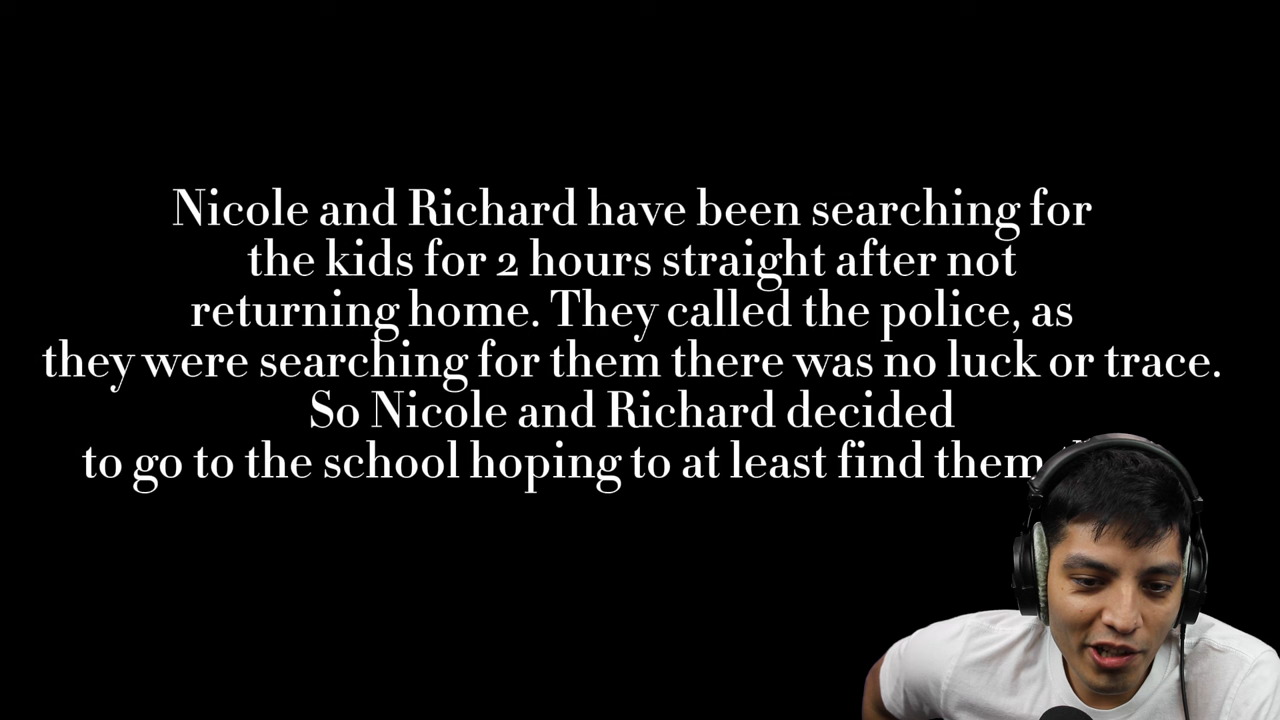 Nicole and Richard have been searching for
the kids for 2 hours straight after not
returning home. They called the police, as
they were searching for them there was no luck or trace.
So Nicole and Richard decided
to go to the school hoping to at least find them